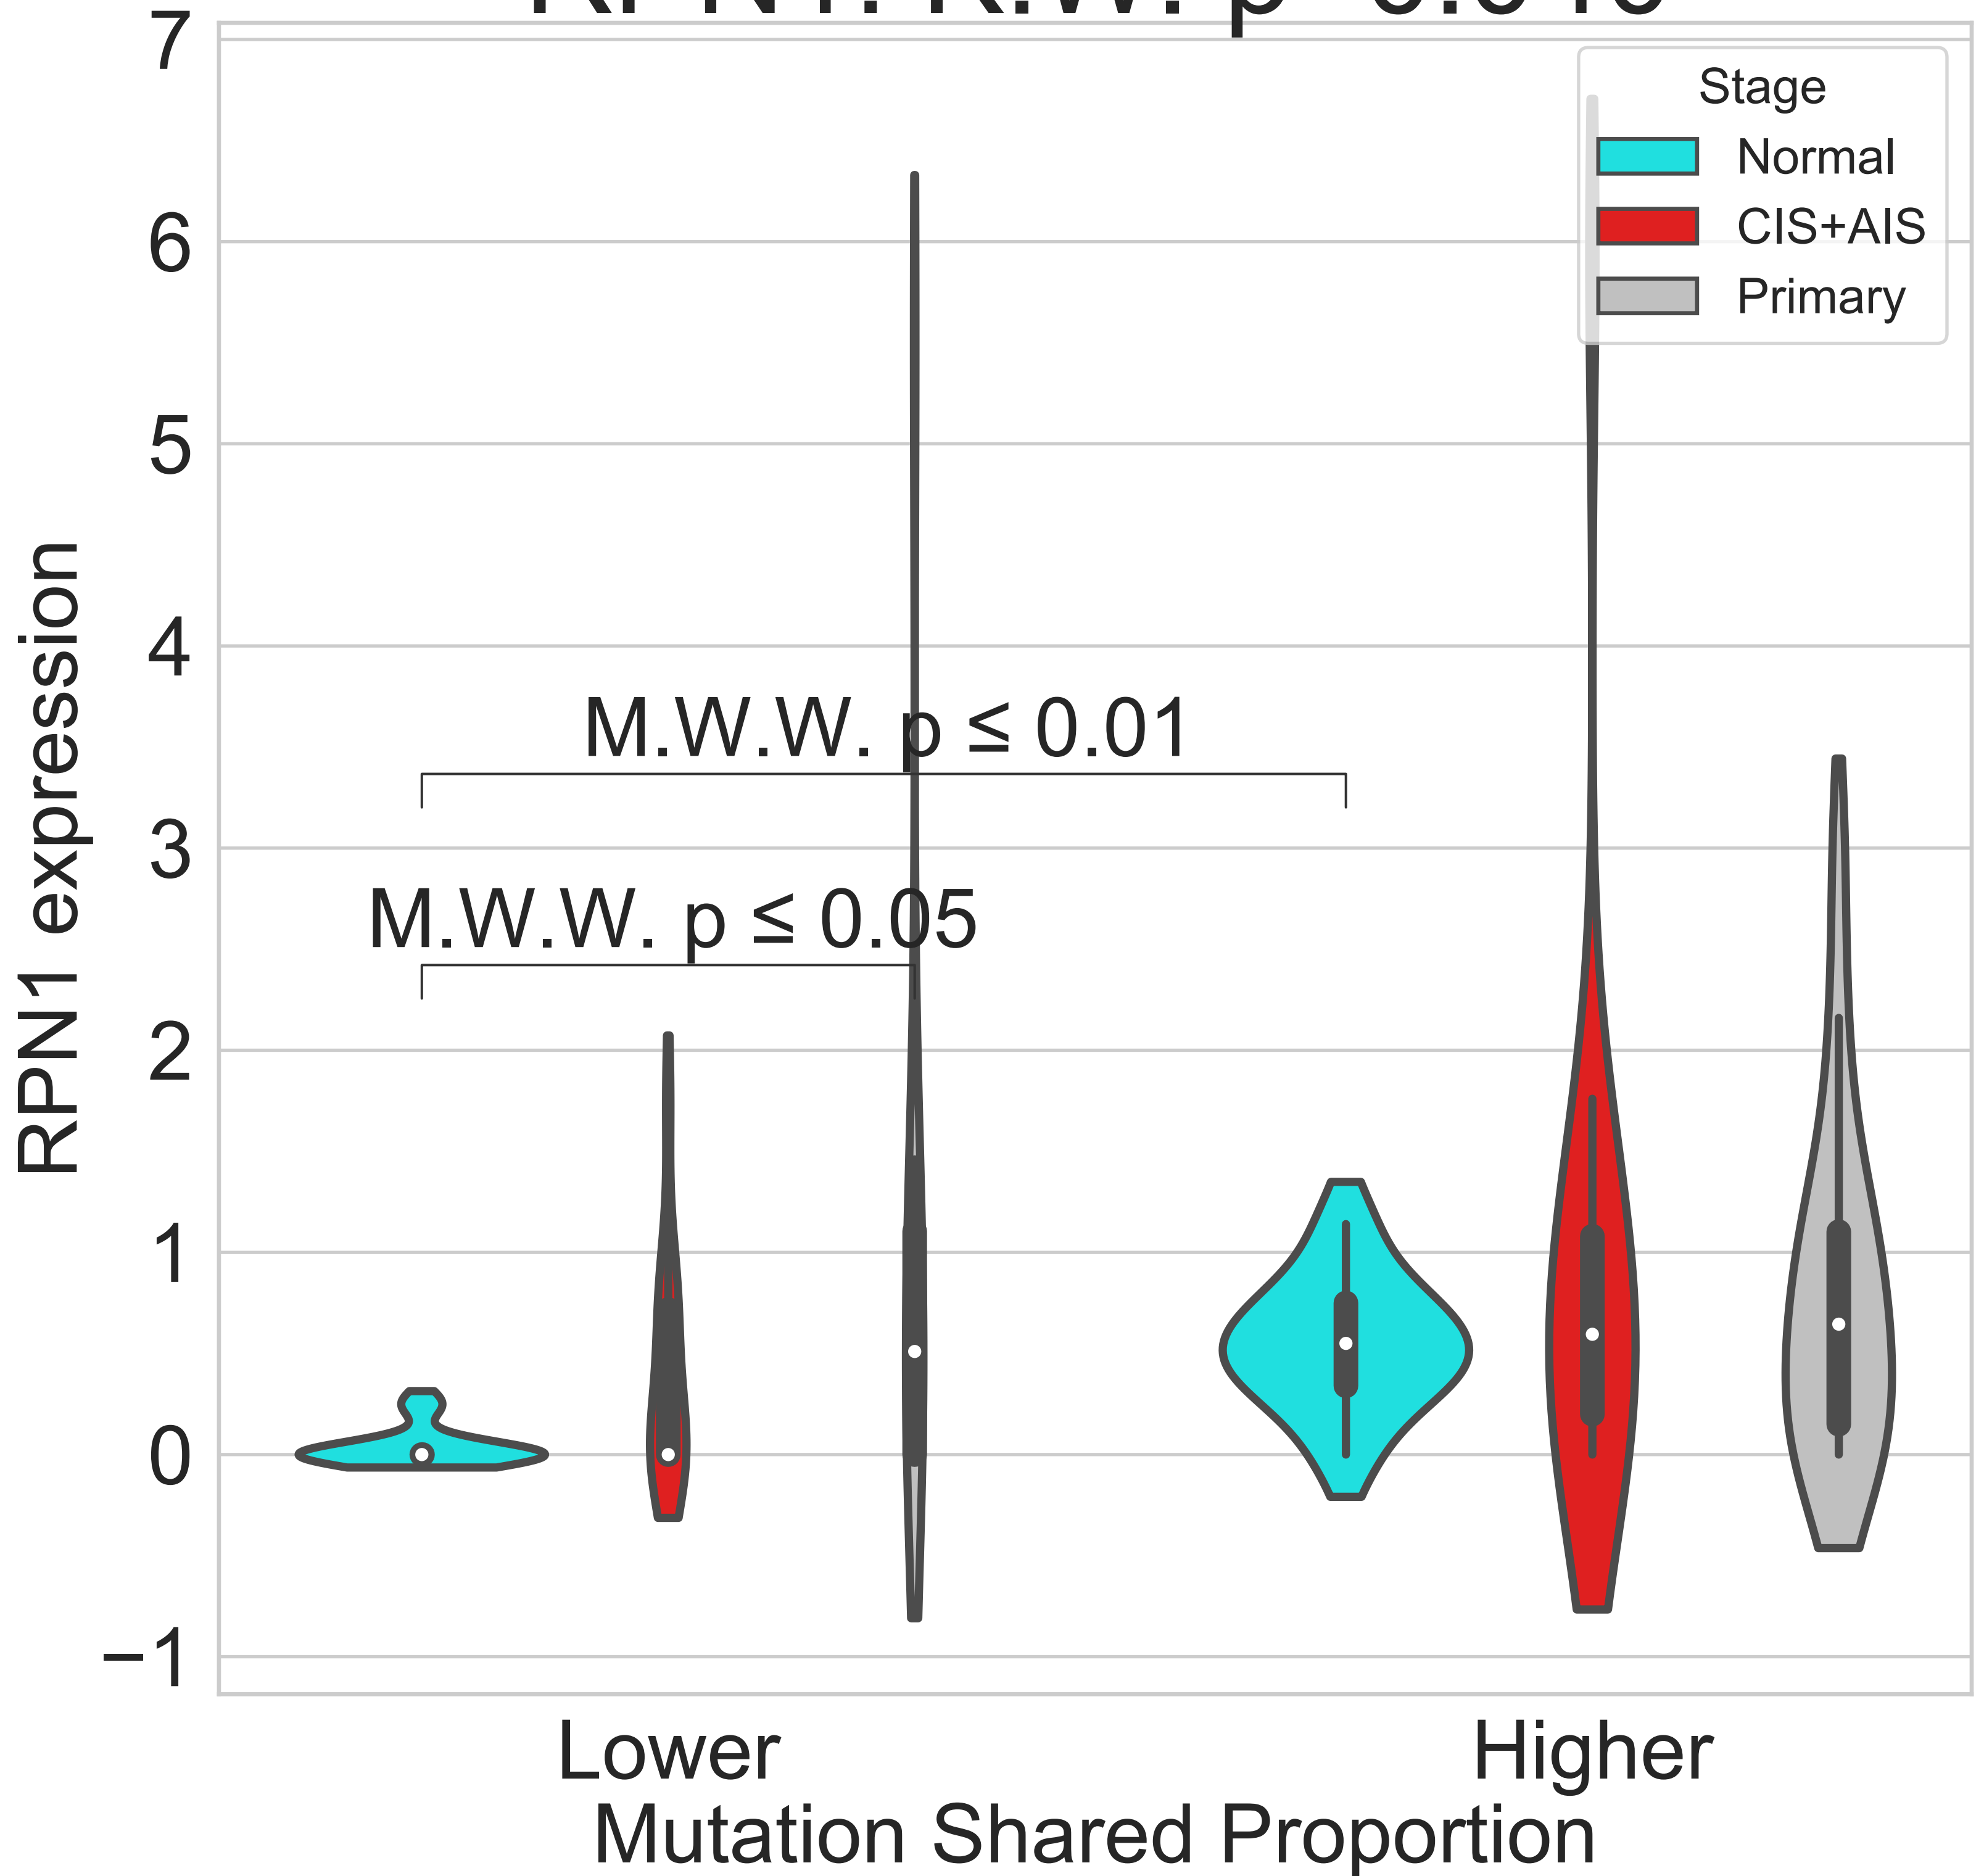 7
6
5
4
3
2
1
0
−1
RPN1 expression
Stage
Normal
CIS+AIS
Primary
M.W.W. p ≤ 0.01
M.W.W. p ≤ 0.05
Lower
Higher
Mutation Shared Proportion